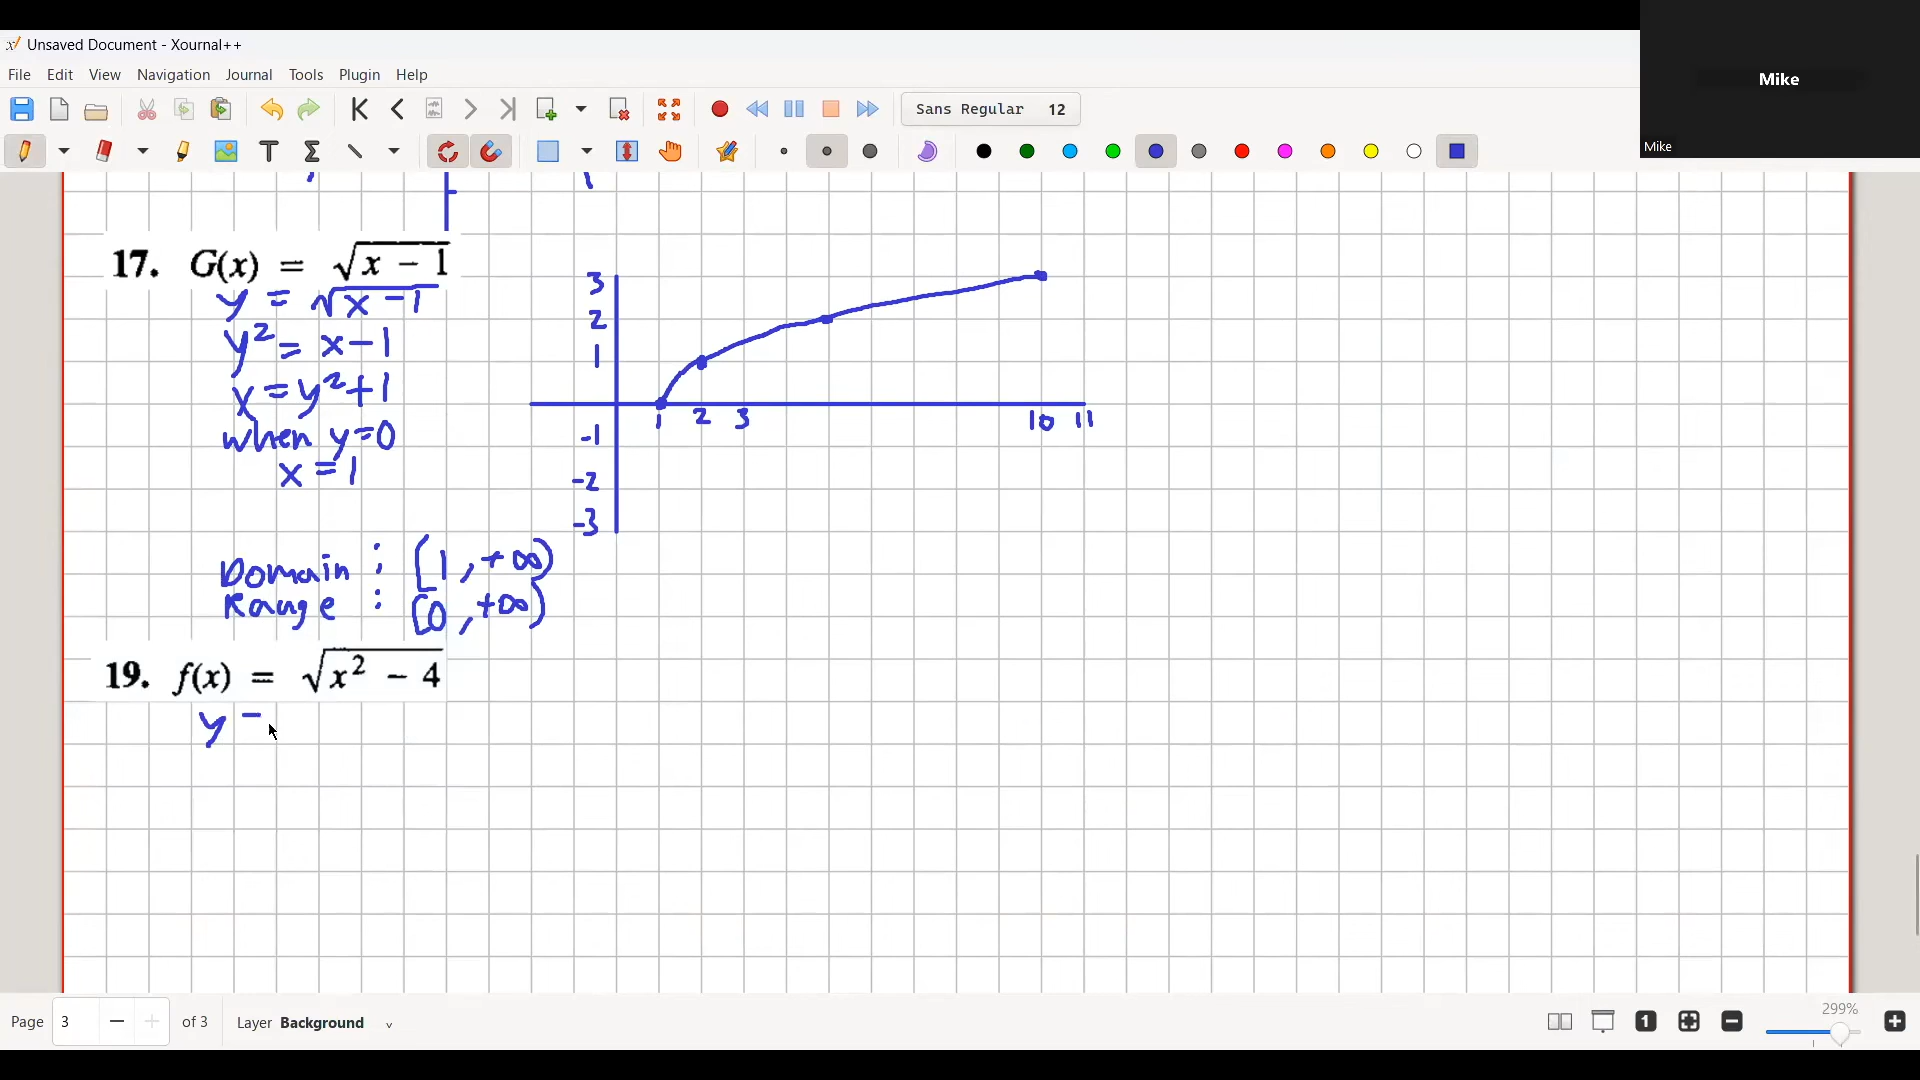 Unsaved Document - Xournal++
Mike
File Edit View Navigation Journal Tools Plugin Help
Sans Regular 12
Mike
17. G(x) = √(x - 1)
y = √(x - 1)
y² = x - 1
x = y² + 1
when y = 0
x = 1
3
2
1
1 2 3 10 11
-1
-2
-3
Domain : [1, +∞)
Range : [0, +∞)
19. f(x) = √(x² - 4)
y -
299%
Page 3 of 3 Layer Background
1